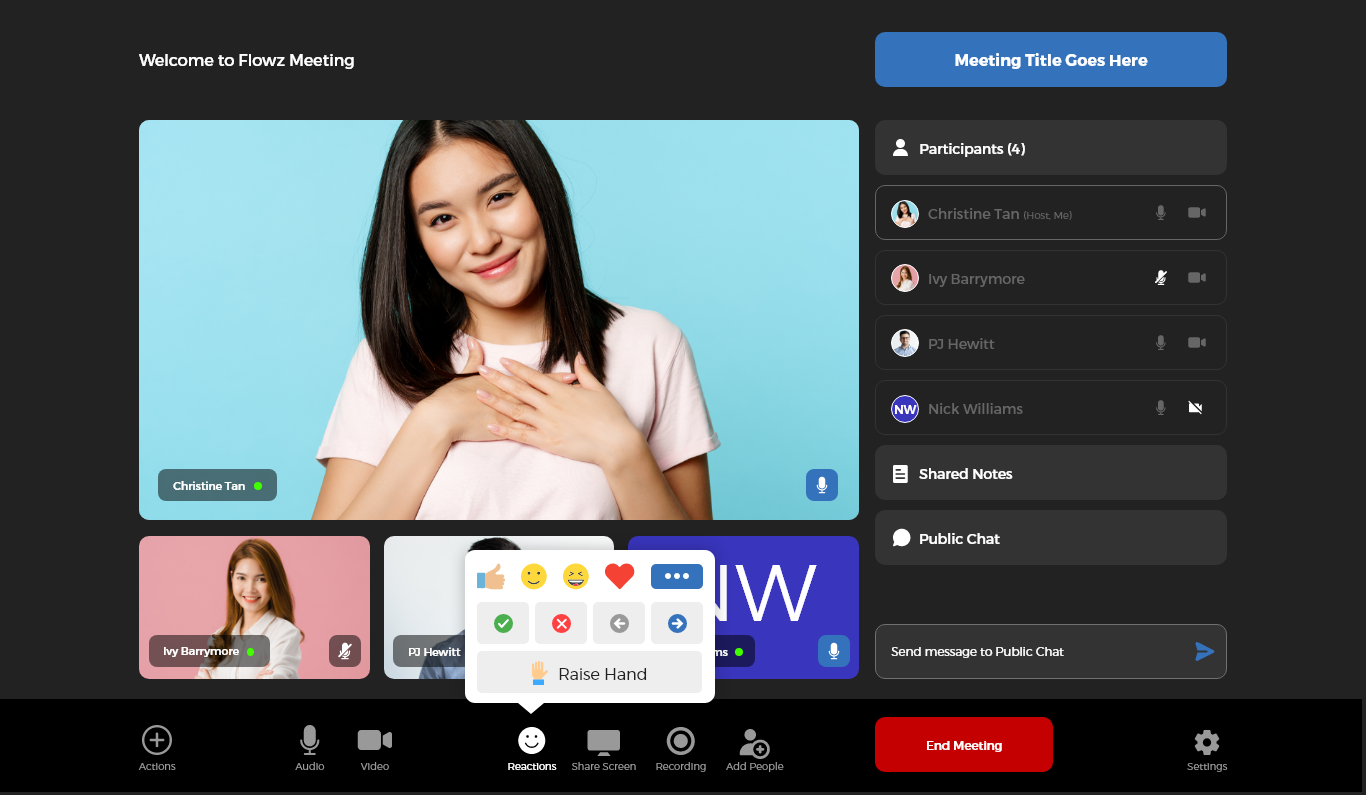 Welcome to Flowz Meeting
Meeting Title Goes Here
Participants (4)
Christine Tan (Host, Me)
Ivy Barrymore
PJ Hewitt
NW Nick Williams
Shared Notes
Public Chat
Send message to Public Chat
Christine Tan
Ivy Barrymore
PJ Hewitt
NW
ms
Raise Hand
Actions
Audio
Video
Reactions
Share Screen
Recording
Add People
End Meeting
Settings